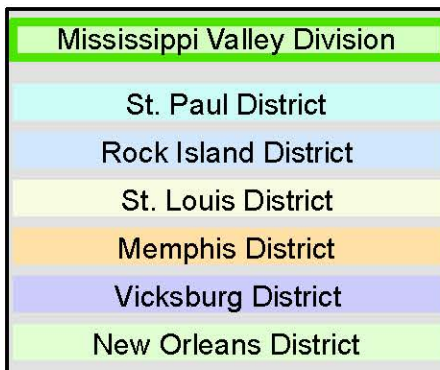 Mississippi Valley Division
St. Paul District
Rock Island District
St. Louis District
Memphis District
Vicksburg District
New Orleans District